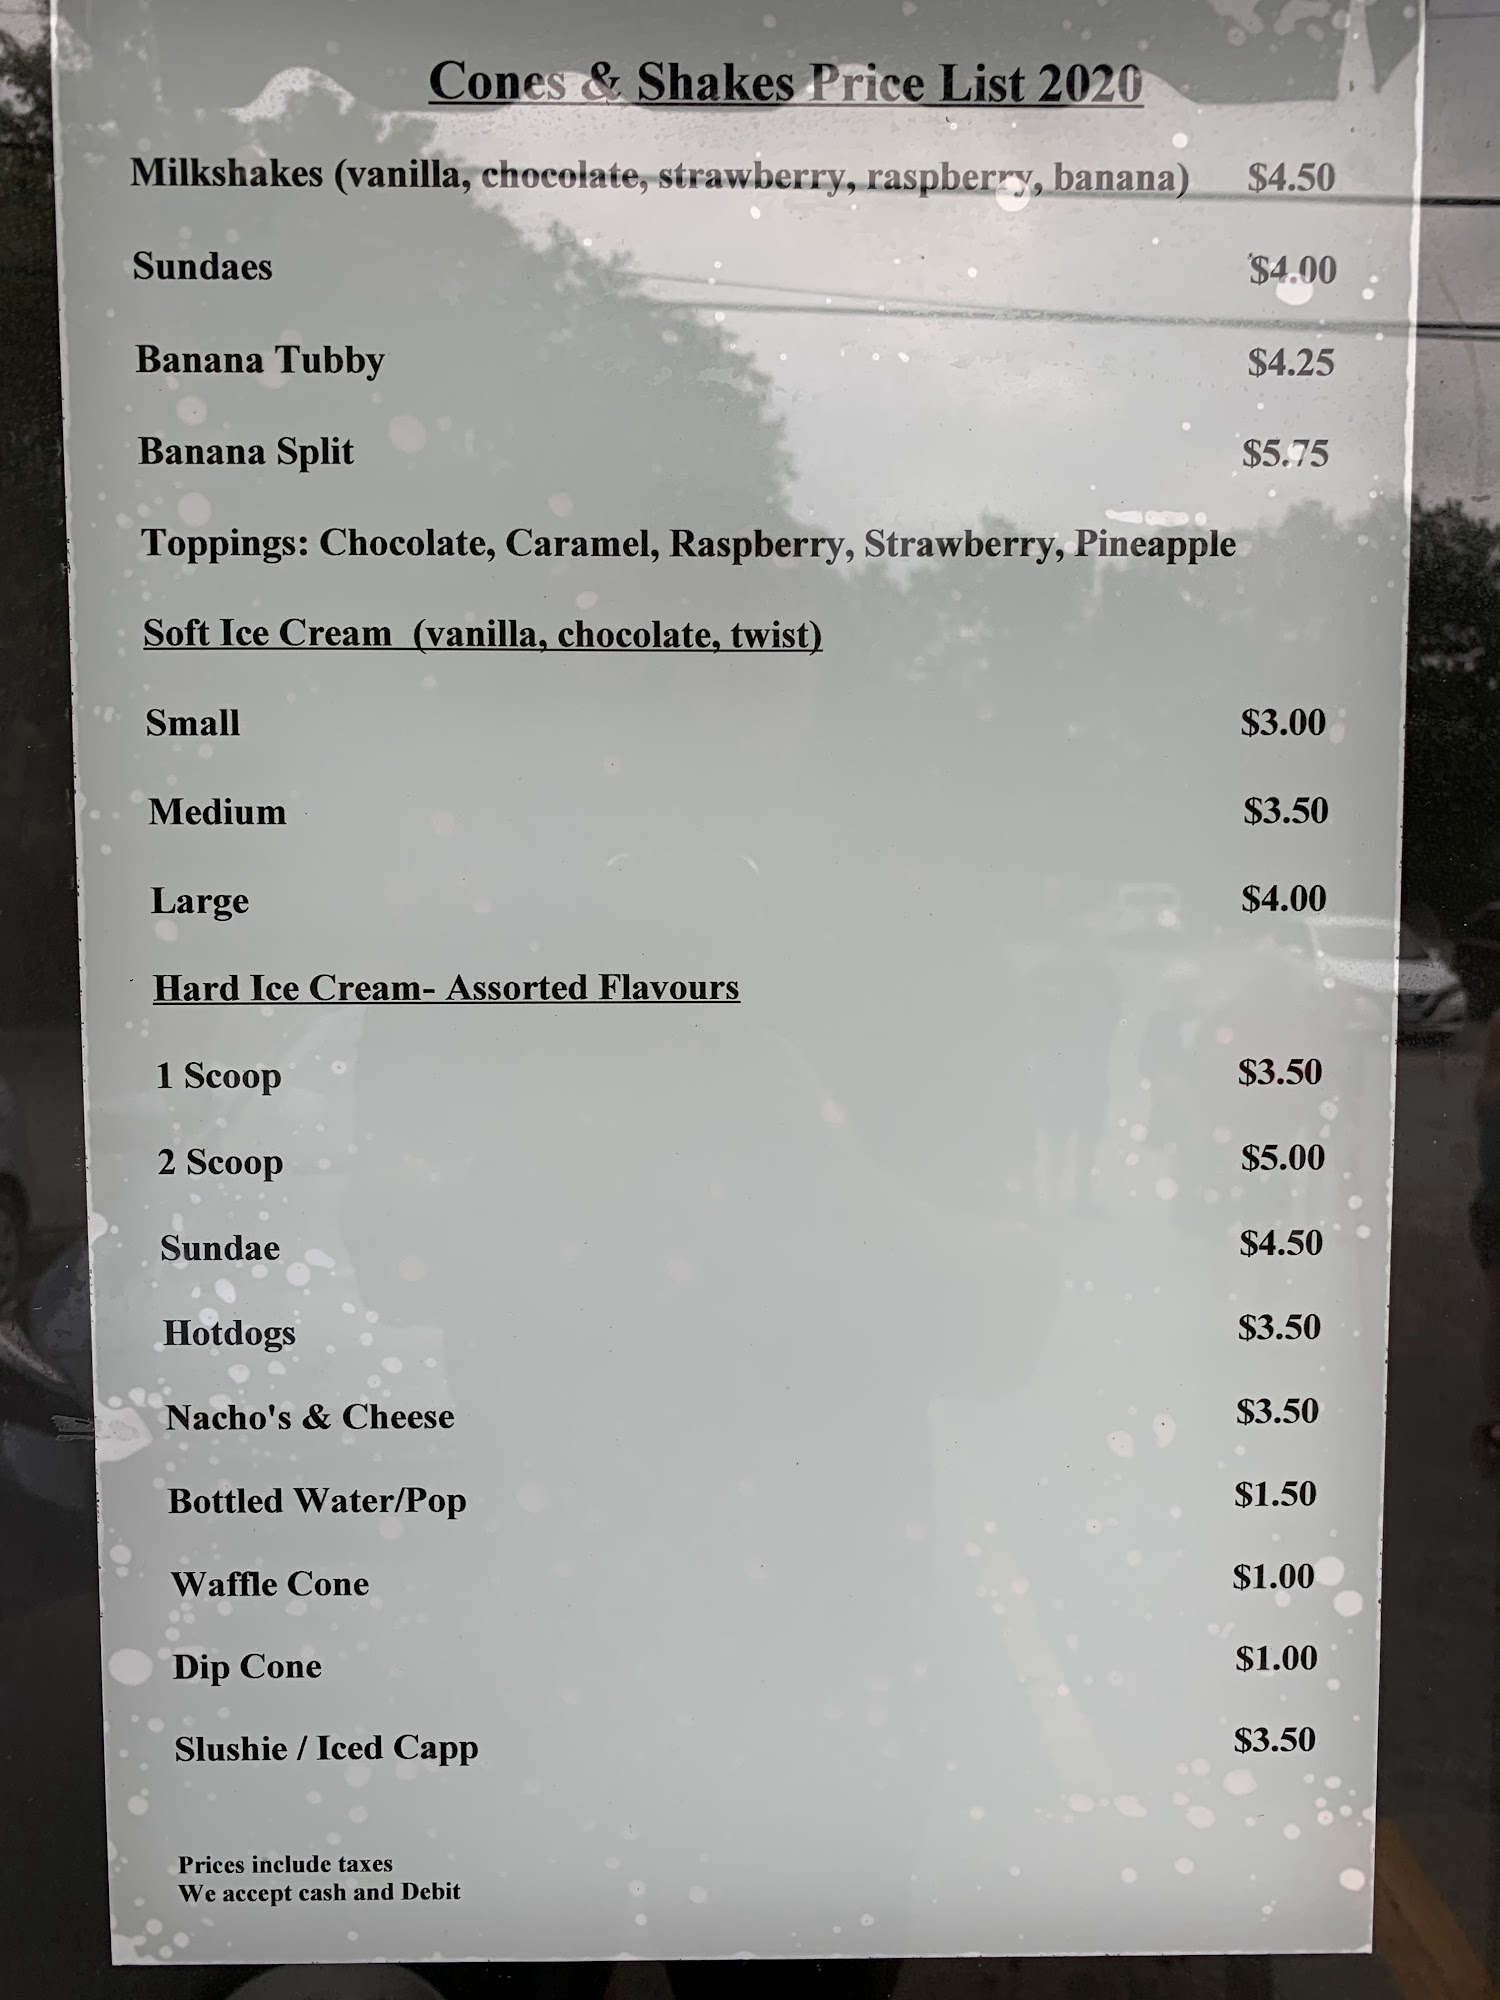 Cones & Shakes Price List 2020
Milkshakes (vanilla, chocolate, strawberry, raspberry, banana) $4.50
Sundaes $4.00
Banana Tubby $4.25
Banana Split $5.75
Toppings: Chocolate, Caramel, Raspberry, Strawberry, Pineapple
Soft Ice Cream (vanilla, chocolate, twist)
Small $3.00
Medium $3.50
Large $4.00
Hard Ice Cream- Assorted Flavours
1 Scoop $3.50
2 Scoop $5.00
Sundae $4.50
Hotdogs $3.50
Nacho's & Cheese $3.50
Bottled Water/Pop $1.50
Waffle Cone $1.00
Dip Cone $1.00
Slushie / Iced Capp $3.50
Prices include taxes
We accept cash and Debit